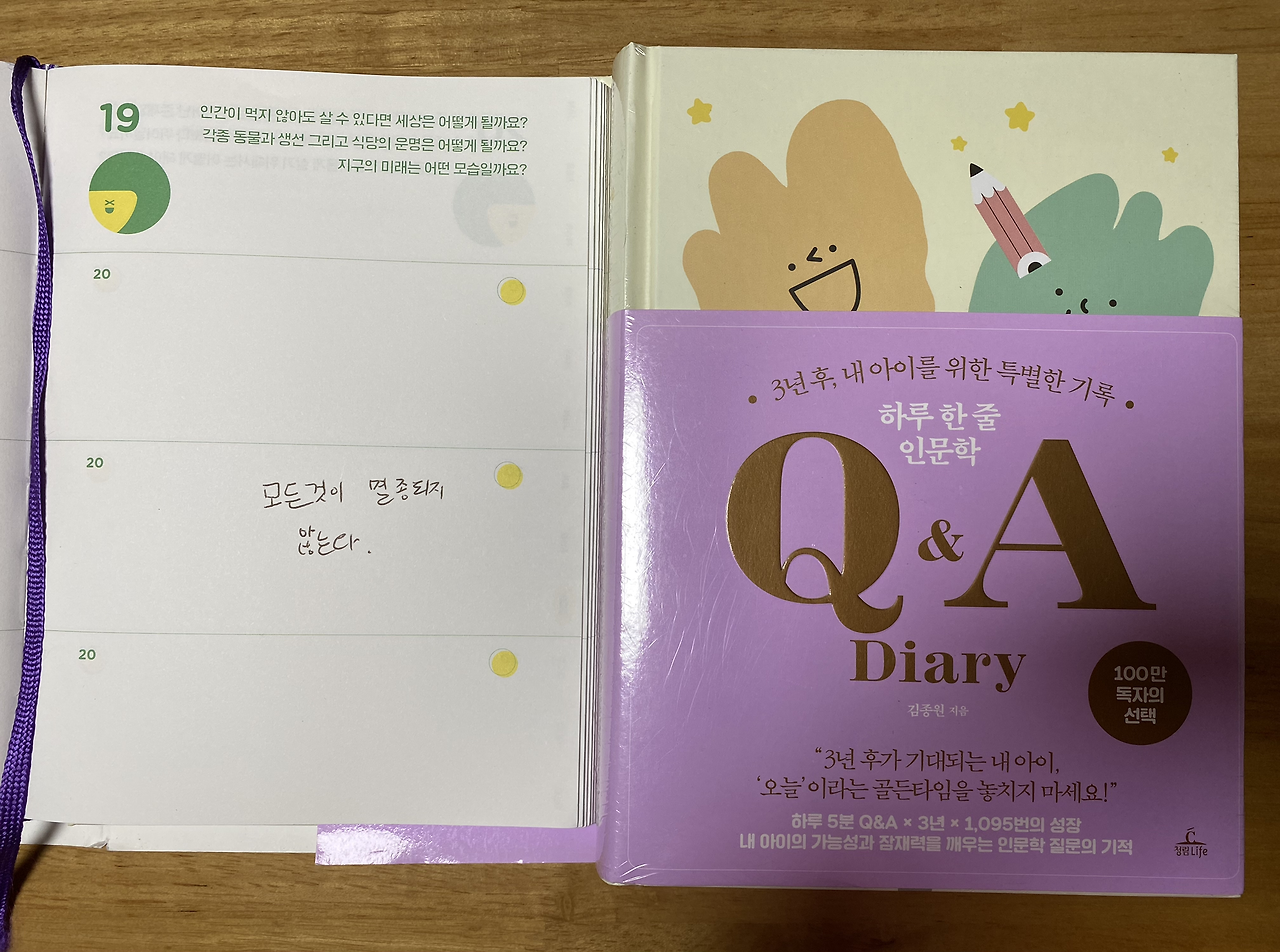 19
인간이 먹지 않아도 살 수 있다면 세상은 어떻게 될까요?
각종 동물과 생선 그리고 식당의 운명은 어떻게 될까요?
지구의 미래는 어떤 모습일까요?
20
20
모든것이 멸종되지
않는다.
20
3년 후, 내 아이를 위한 특별한 기록
하루 한 줄
인문학
Q & A
Diary
김종원 지음
100만
독자의
선택
“3년 후가 기대되는 내 아이,
‘오늘’이라는 골든타임을 놓치지 마세요!”
하루 5분 Q&A × 3년 × 1,095번의 성장
내 아이의 가능성과 잠재력을 깨우는 인문학 질문의 기적
청림Life